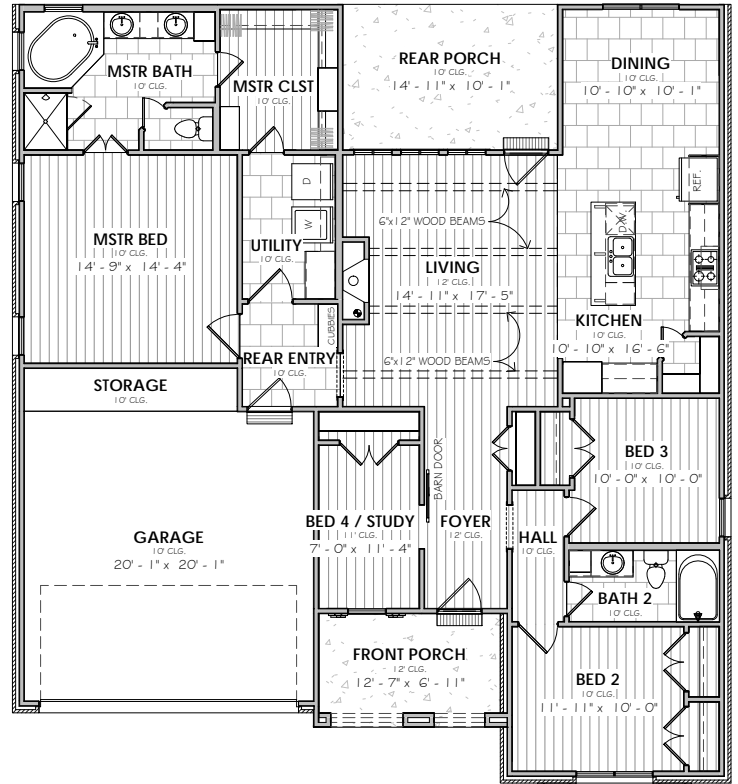 MSTR BATH
10' CLG.
MSTR CLST
10' CLG.
REAR PORCH
10' CLG.
14' - 11" x 10' - 1"
DINING
10' CLG.
10' - 10" x 10' - 1"
REF.
D
W
MSTR BED
10' CLG.
14' - 9" x 14' - 4"
UTILITY
10' CLG.
6"x12" WOOD BEAMS
D.W.
LIVING
12' CLG.
14' - 11" x 17' - 5"
KITCHEN
10' CLG.
10' - 10" x 16' - 6"
CUBBIES
REAR ENTRY
10' CLG.
6"x12" WOOD BEAMS
STORAGE
10' CLG.
BARN DOOR
BED 3
10' CLG.
10' - 0" x 10' - 0"
GARAGE
10' CLG.
20' - 1" x 20' - 1"
BED 4 / STUDY
11' CLG.
7' - 0" x 11' - 4"
FOYER
12' CLG.
HALL
10' CLG.
BATH 2
10' CLG.
FRONT PORCH
12' CLG.
12' - 7" x 6' - 11"
BED 2
10' CLG.
11' - 11" x 10' - 0"